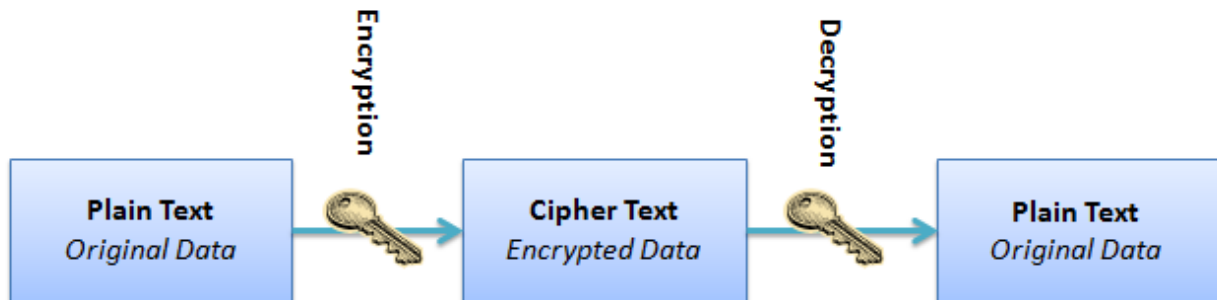 Encryption
Decryption
Plain Text
Original Data
Cipher Text
Encrypted Data
Plain Text
Original Data